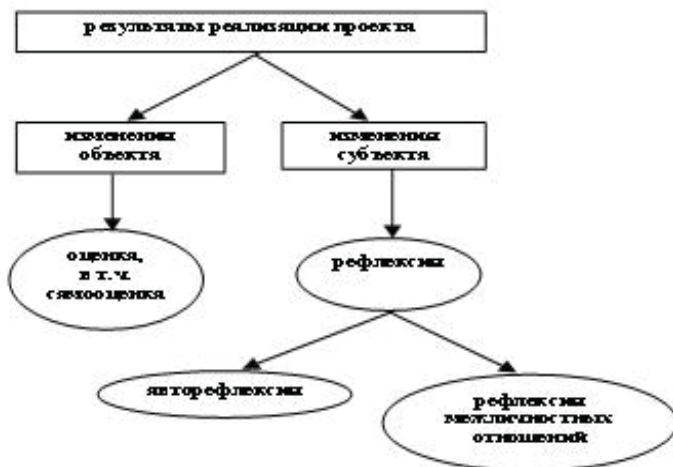 результаты реализации проекта
изменения
объекта
изменения
субъекта
оценка,
в т.ч.
самооценка
рефлексия
авторефлексия
рефлексия
межличностных
отношений